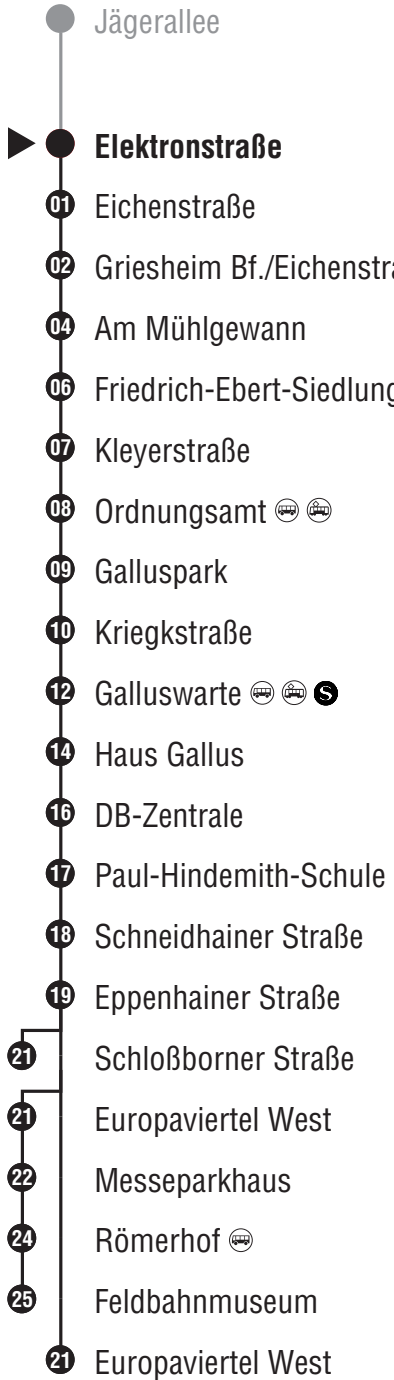 Jägerallee
Elektronstraße
01 Eichenstraße
02 Griesheim Bf./Eichenstra
04 Am Mühlgewann
06 Friedrich-Ebert-Siedlung
07 Kleyerstraße
08 Ordnungsamt
09 Galluspark
10 Kriegkstraße
12 Galluswarte S
14 Haus Gallus
16 DB-Zentrale
17 Paul-Hindemith-Schule
18 Schneidhainer Straße
19 Eppenhainer Straße
21 Schloßborner Straße
21 Europaviertel West
22 Messeparkhaus
24 Römerhof
25 Feldbahnmuseum
21 Europaviertel West